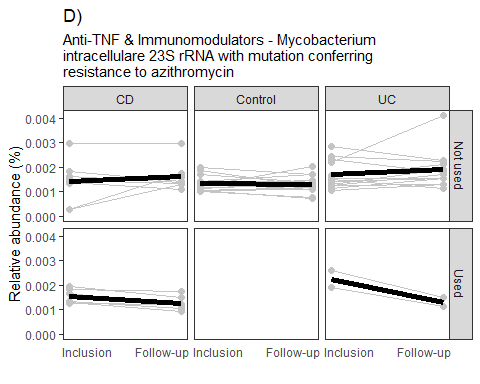 D)
Anti-TNF & Immunomodulators - Mycobacterium
intracellulare 23S rRNA with mutation conferring
resistance to azithromycin
CD Control UC
Relative abundance (%)
0.004
0.003
0.002
0.001
0.000
Not used
0.004
0.003
0.002
0.001
0.000
Used
Inclusion Follow-up Inclusion Follow-up Inclusion Follow-up